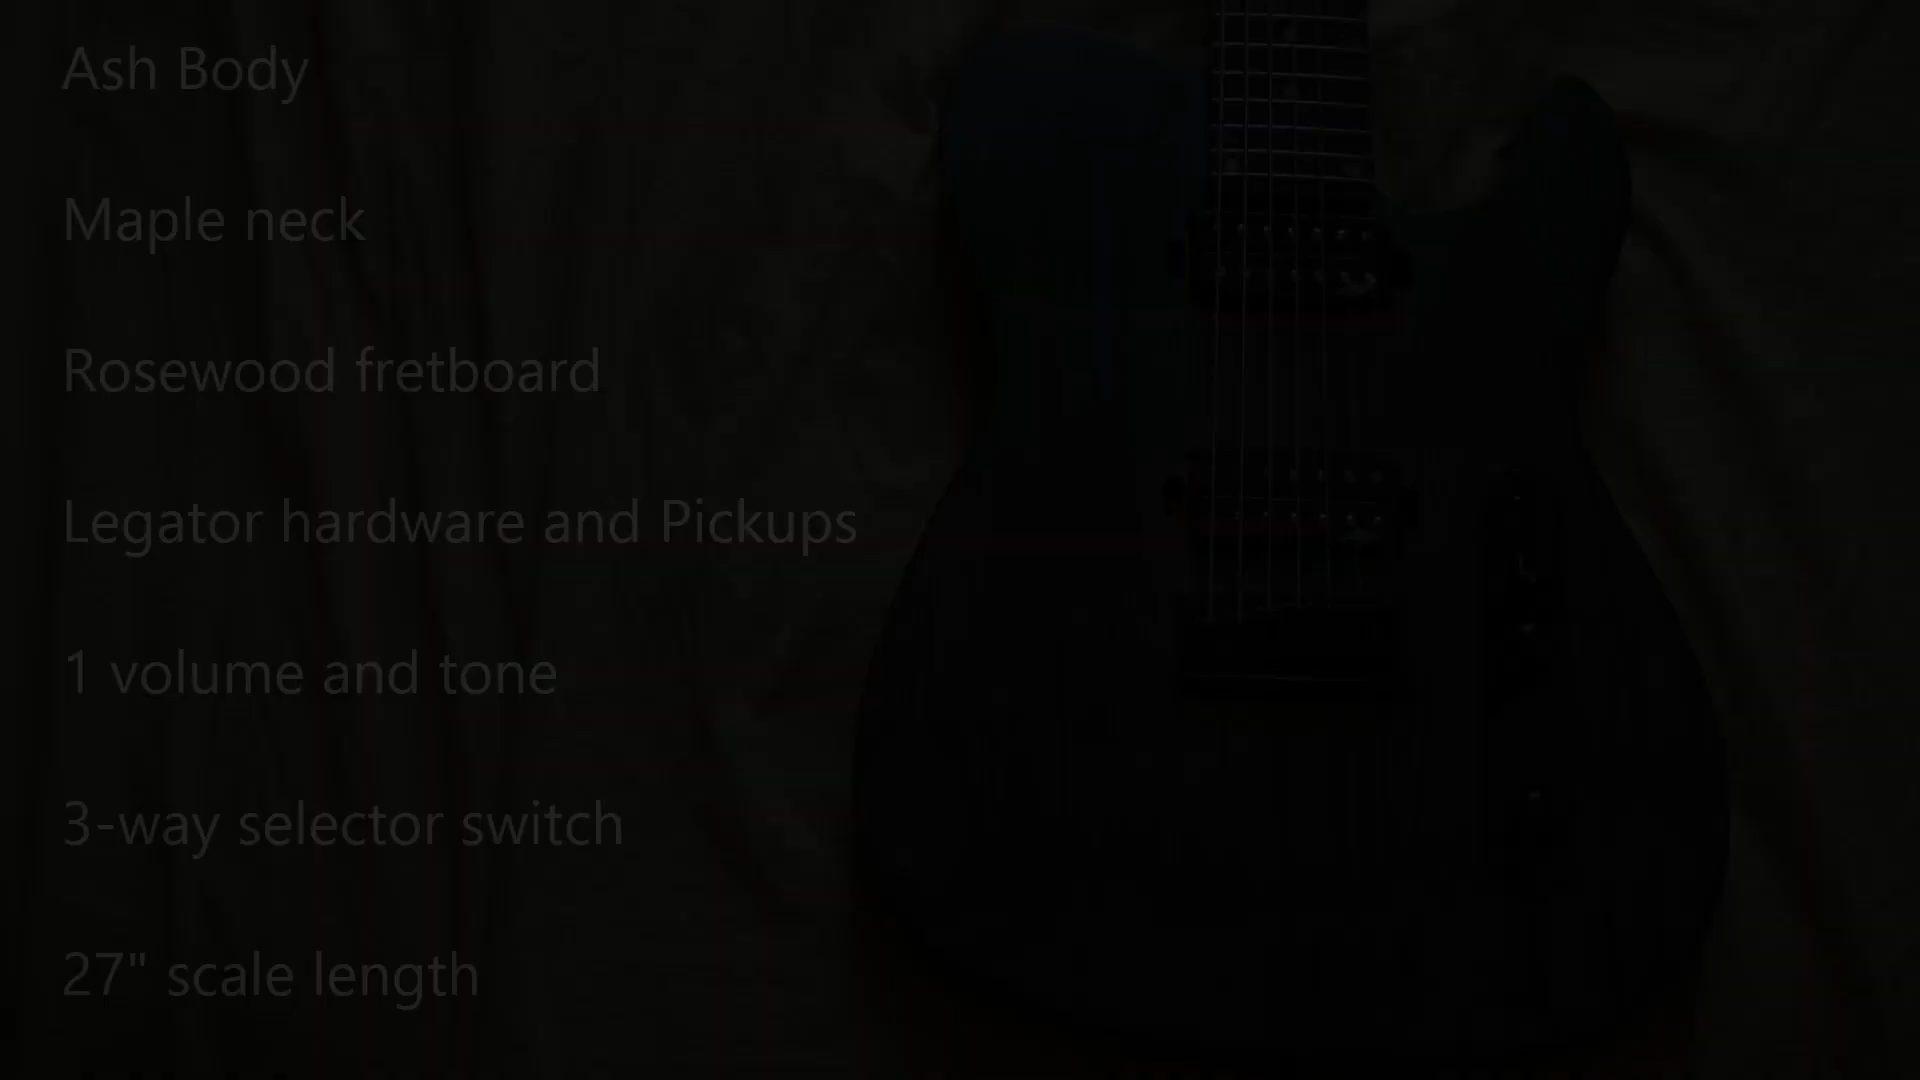 Ash Body
Maple neck
Rosewood fretboard
Legator hardware and Pickups
1 volume and tone
3-way selector switch
27" scale length